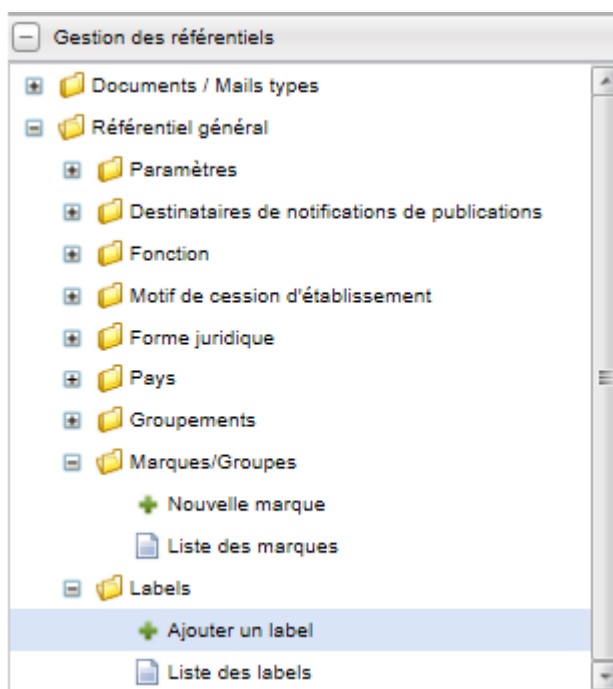 Gestion des référentiels
Documents / Mails types
Référentiel général
Paramètres
Destinataires de notifications de publications
Fonction
Motif de cession d'établissement
Forme juridique
Pays
Groupements
Marques/Groupes
Nouvelle marque
Liste des marques
Labels
Ajouter un label
Liste des labels